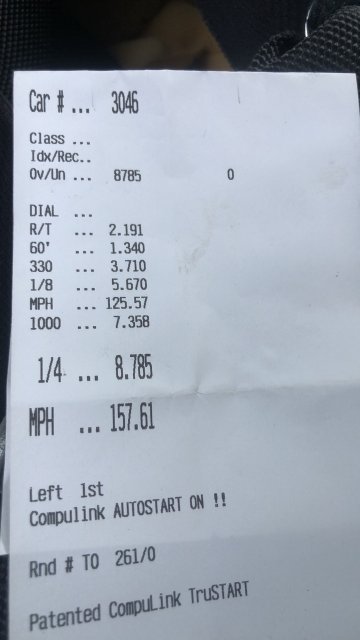 Car # ... 3046
Class ...
Idx/Rec..
Ov/Un ... 8785 0
DIAL ...
R/T ... 2.191
60' ... 1.340
330 ... 3.710
1/8 ... 5.670
MPH ... 125.57
1000 ... 7.358
1/4 ... 8.785
MPH ... 157.61
Left 1st
Compulink AUTOSTART ON !!
Rnd # TO 261/0
Patented CompuLink TruSTART